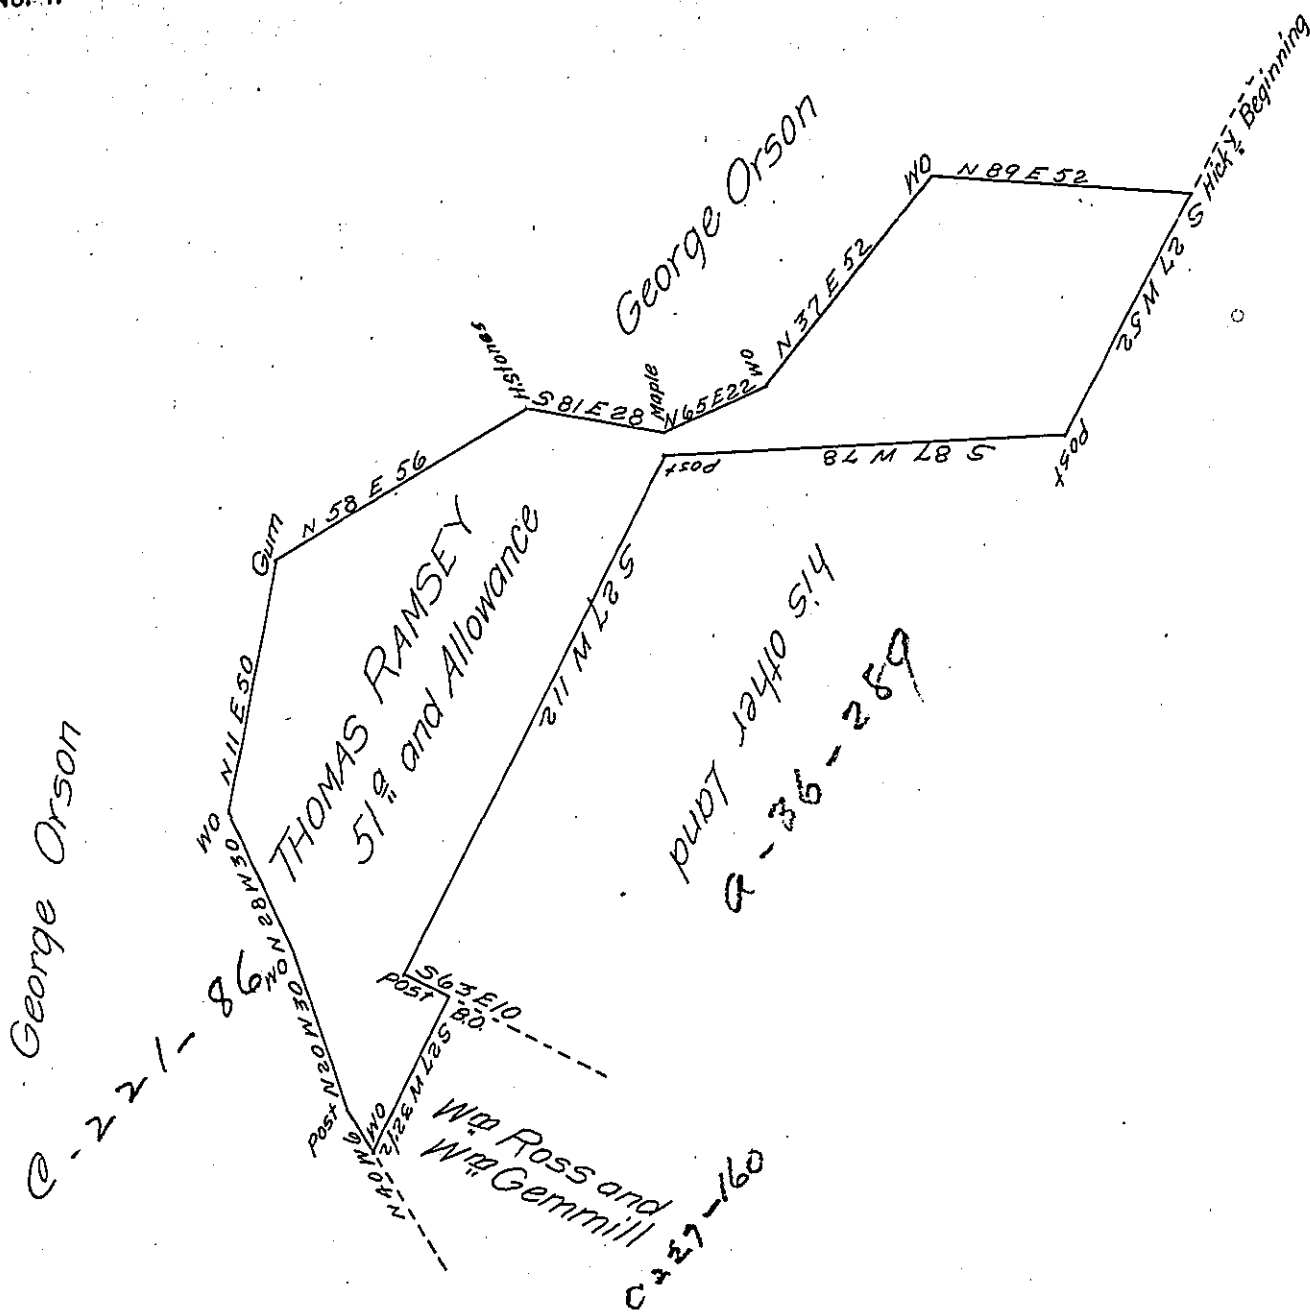 George Orson
Hick'y Beginning
N 89 E 52
WO
S 27 W 52
N 37 E 52
WO
N 65 E 22
Maple
S 81 E 28
H.Stones
post
S 87 W 78
post
N 58 E 56
Gum
THOMAS RAMSEY
51 a and Allowance
S 27 W 112
his other Land
a - 36 - 289
N 11 E 50
WO
N 28 W 30
WO
George Orson
C - 221 - 86
N 20 W 30
post
post
S 63 E 10
B.O.
S 27 W 32 1/2
WO
N 40 W 9
Wm Ross and
Wm Gemmill
160